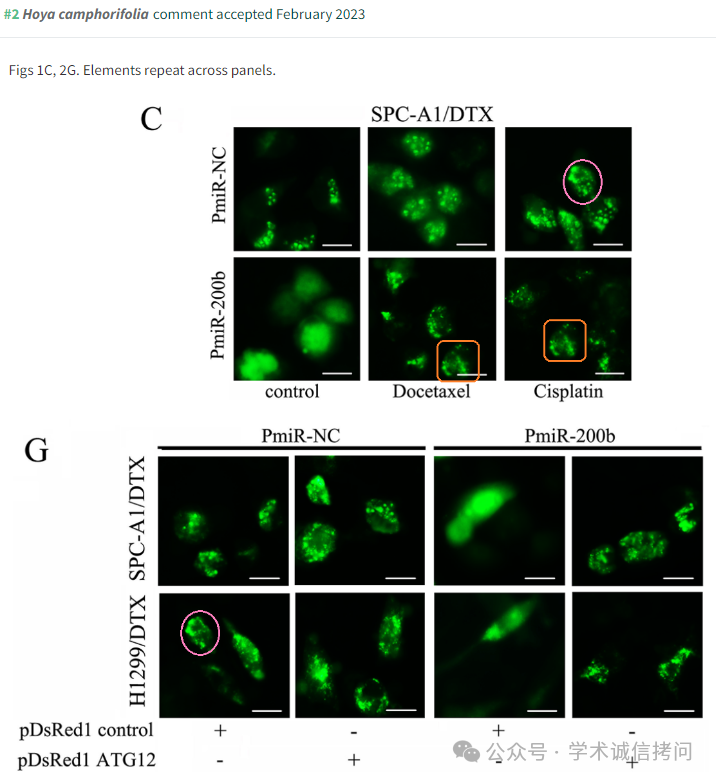 #2 Hoya camphorifolia comment accepted February 2023
Figs 1C, 2G. Elements repeat across panels.
C
SPC-A1/DTX
PmiR-NC
PmiR-200b
control Docetaxel Cisplatin
G
PmiR-NC PmiR-200b
SPC-A1/DTX
H1299/DTX
pDsRed1 control + - + -
pDsRed1 ATG12 - + - +
公众号 · 学术诚信拷问